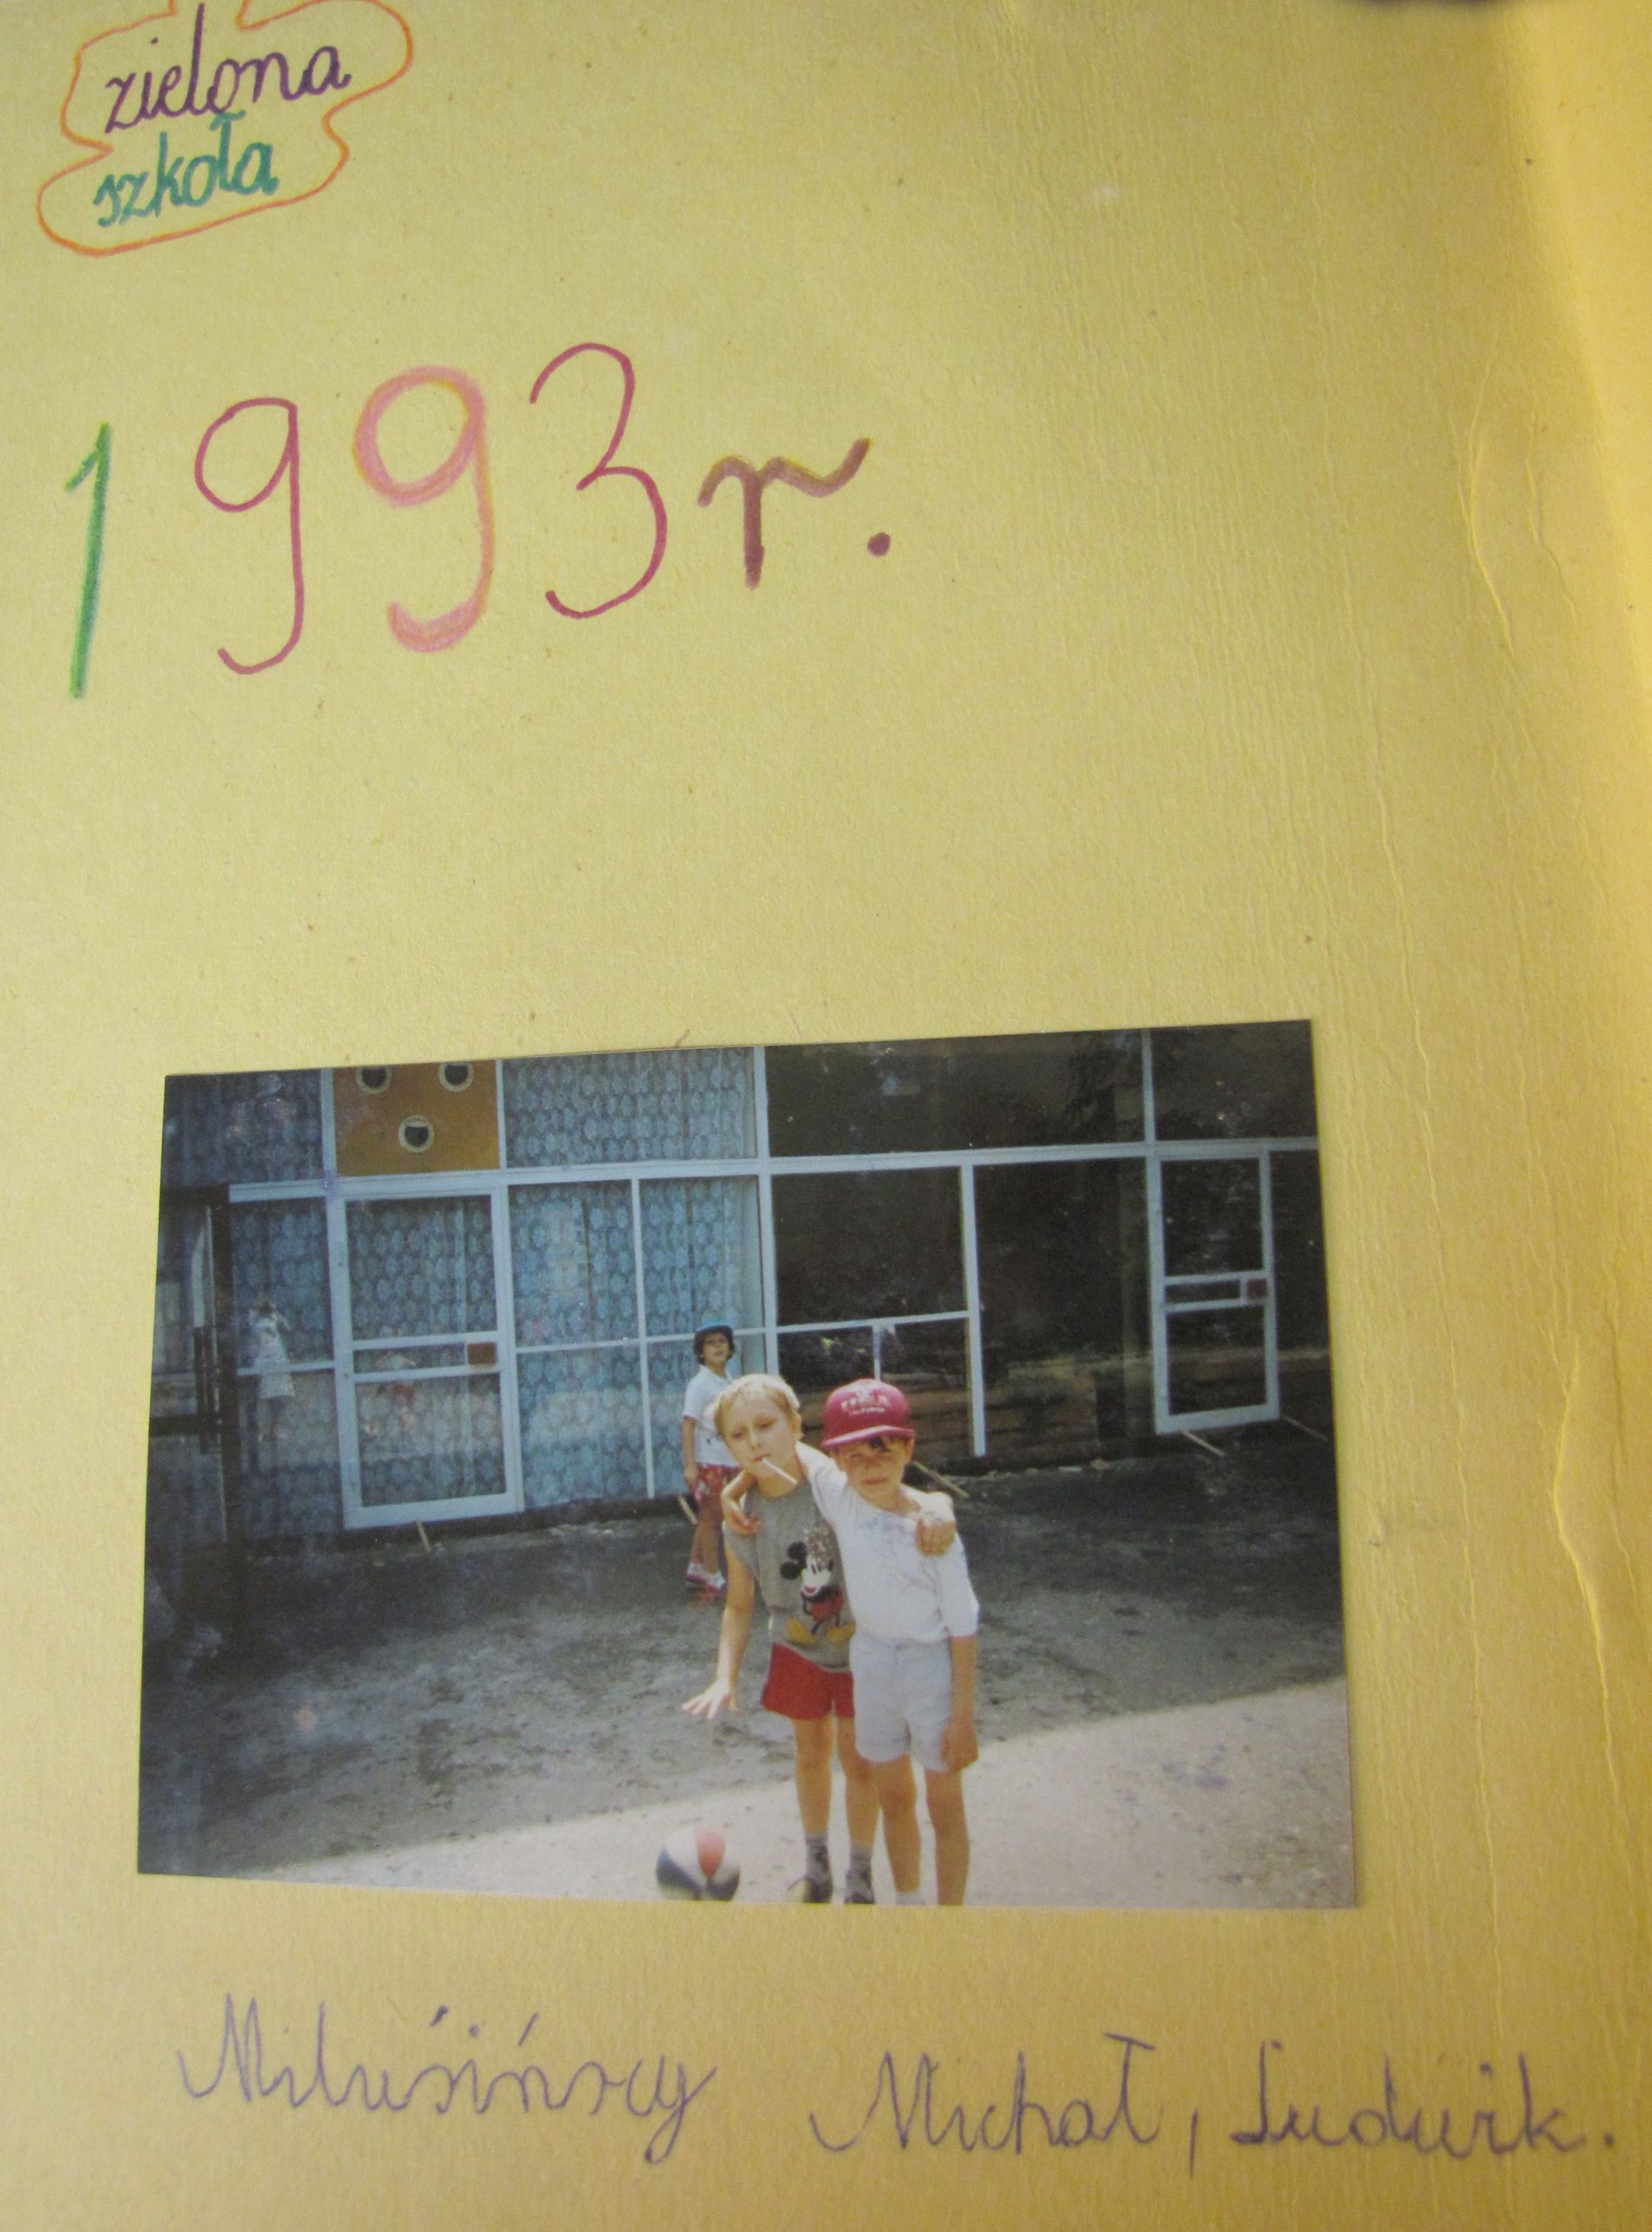 zielona
szkoła
1993r.
Milusińscy Michał, Ludwik.